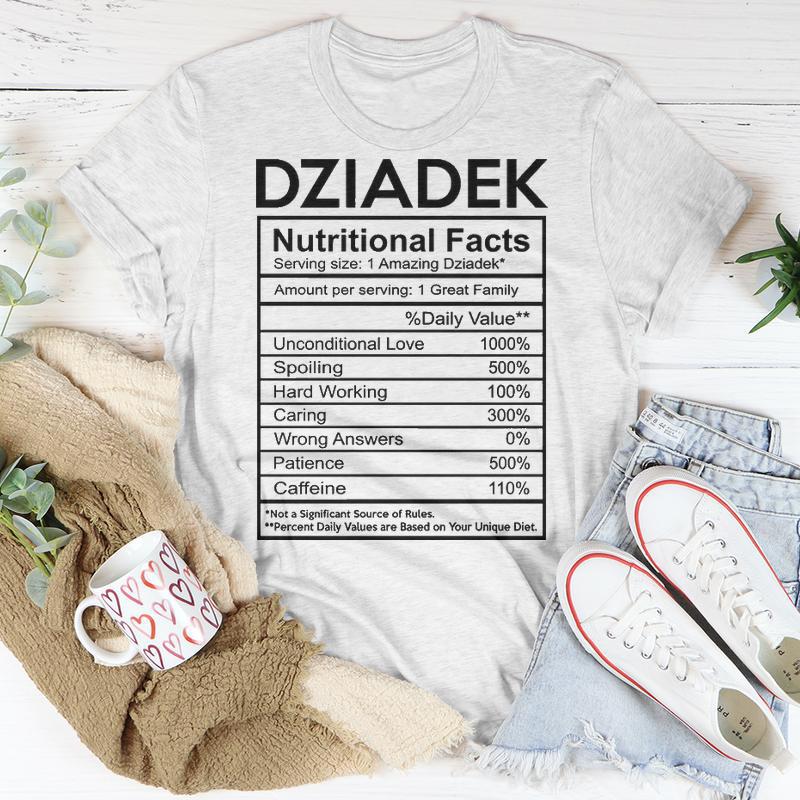 DZIADEK
Nutritional Facts
Serving size: 1 Amazing Dziadek*
Amount per serving: 1 Great Family
%Daily Value**
Unconditional Love 1000%
Spoiling 500%
Hard Working 100%
Caring 300%
Wrong Answers 0%
Patience 500%
Caffeine 110%
*Not a Significant Source of Rules.
**Percent Daily Values are Based on Your Unique Diet.